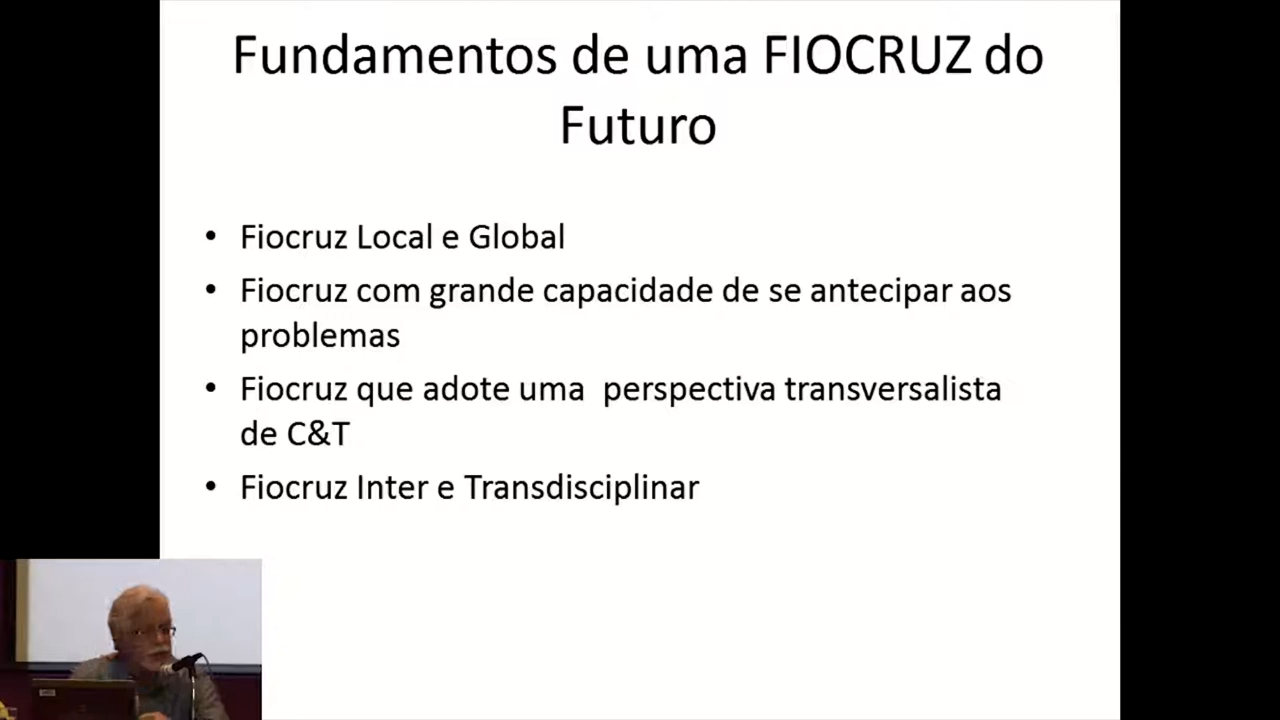 Fundamentos de uma FIOCRUZ do
Futuro
• Fiocruz Local e Global
• Fiocruz com grande capacidade de se antecipar aos
problemas
• Fiocruz que adote uma perspectiva transversalista
de C&T
• Fiocruz Inter e Transdisciplinar